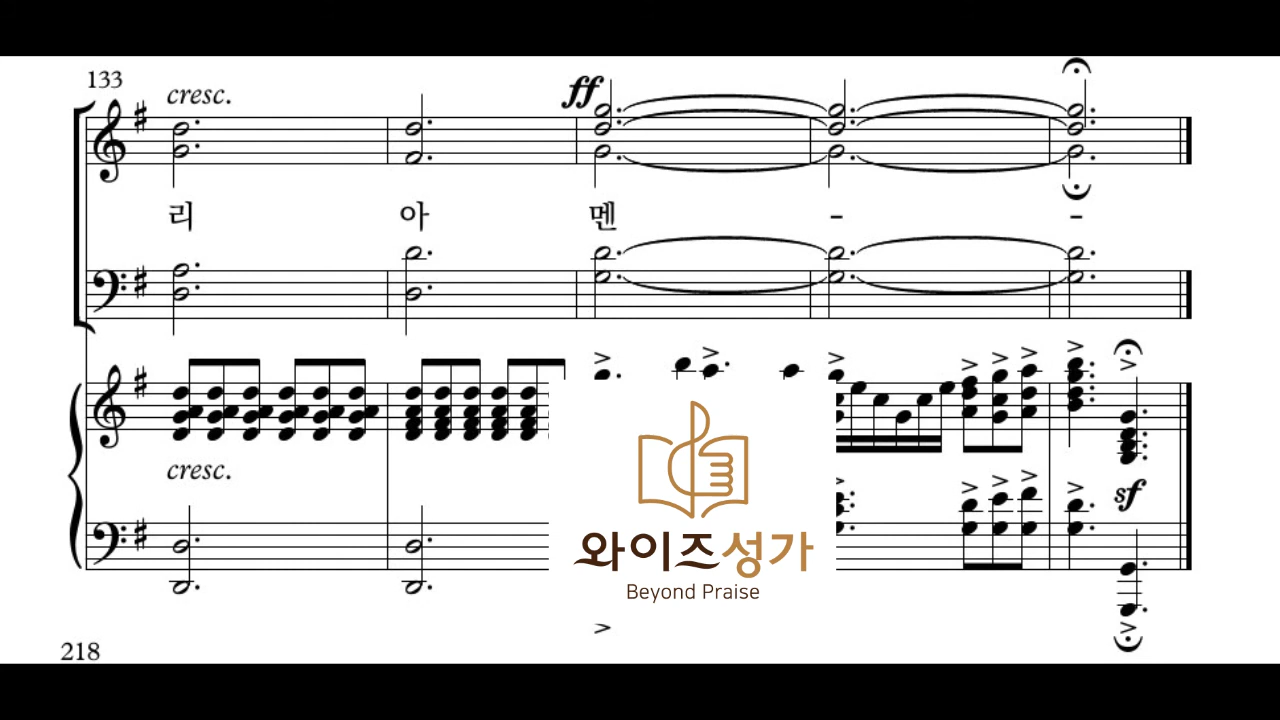 133
cresc.
ff
리 아 멘 - -
cresc.
sf
와이즈성가
Beyond Praise
218